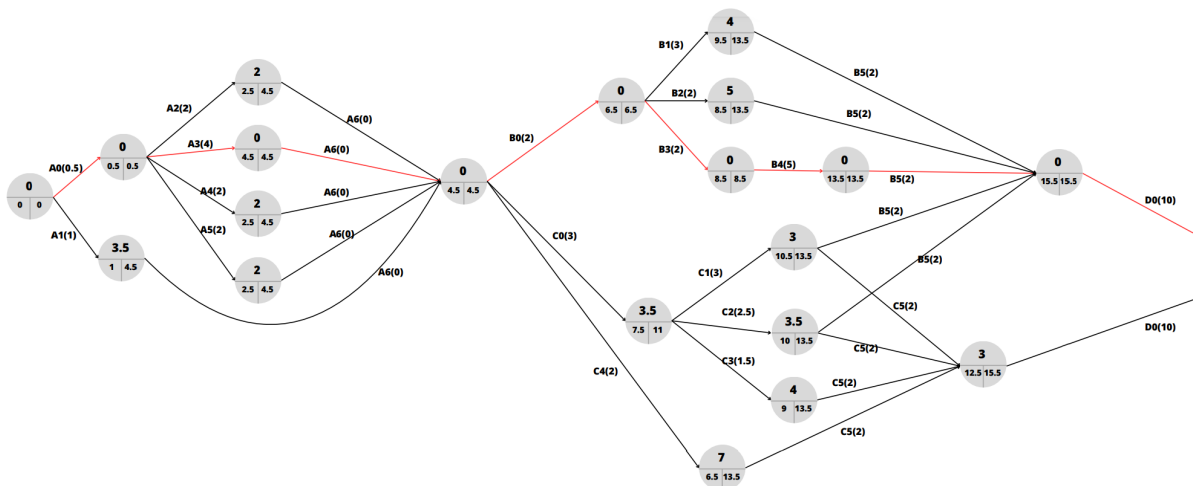 4
9.5 13.5
B1(3)
2
2.5 4.5
B5(2)
A2(2)
0
6.5 6.5
B2(2)
5
8.5 13.5
A6(0)
B5(2)
0
0.5 0.5
A3(4)
0
4.5 4.5
A6(0)
B0(2)
B3(2)
0
8.5 8.5
B4(5)
0
13.5 13.5
B5(2)
0
15.5 15.5
A0(0.5)
0
4.5 4.5
0
0 0
A4(2)
2
2.5 4.5
A6(0)
D0(10)
A1(1)
A5(2)
A6(0)
B5(2)
3.5
1 4.5
2
2.5 4.5
A6(0)
C0(3)
3
10.5 13.5
B5(2)
C1(3)
3.5
7.5 11
C2(2.5)
3.5
10 13.5
C5(2)
D0(10)
C3(1.5)
C5(2)
3
12.5 15.5
C4(2)
4
9 13.5
C5(2)
C5(2)
7
6.5 13.5